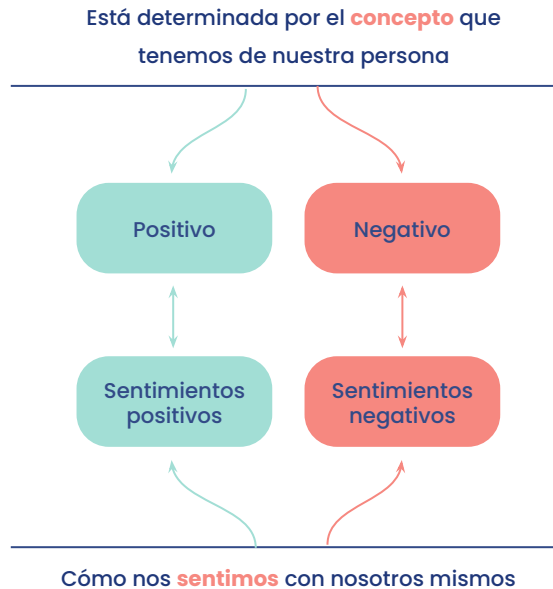 Está determinada por el concepto que
tenemos de nuestra persona
Positivo
Negativo
Sentimientos
positivos
Sentimientos
negativos
Cómo nos sentimos con nosotros mismos